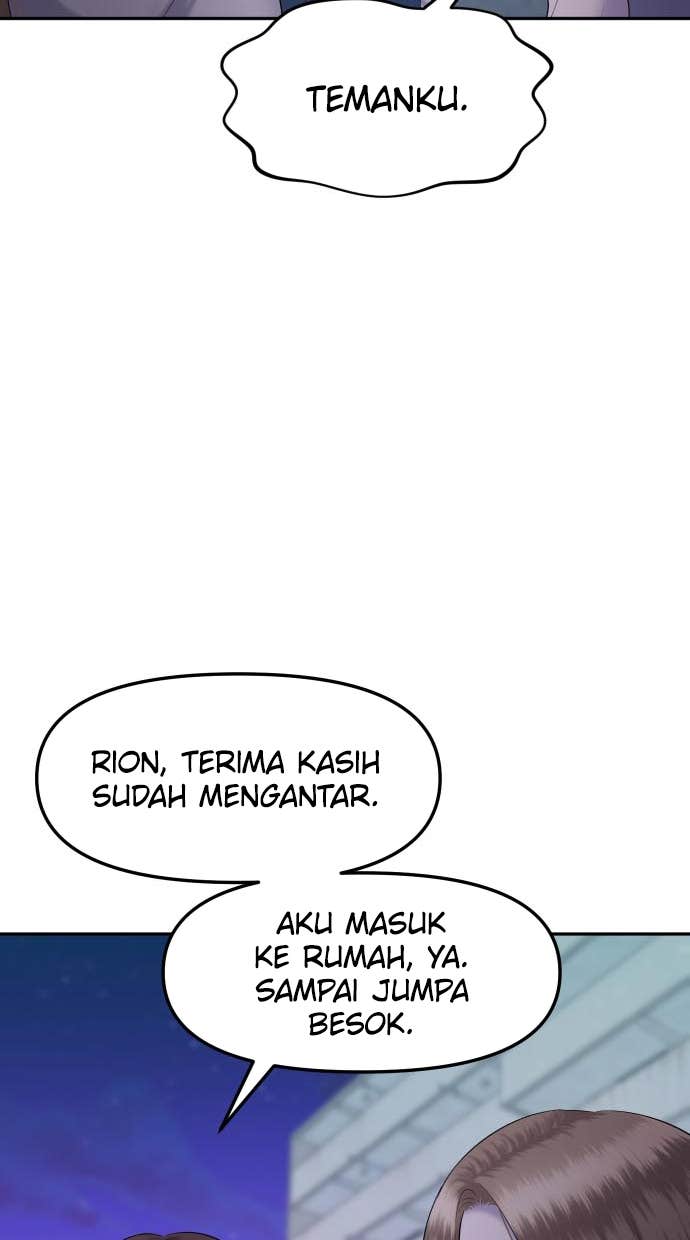 TEMANKU.
RION, TERIMA KASIH
SUDAH MENGANTAR.
AKU MASUK
KE RUMAH, YA.
SAMPAI JUMPA
BESOK.